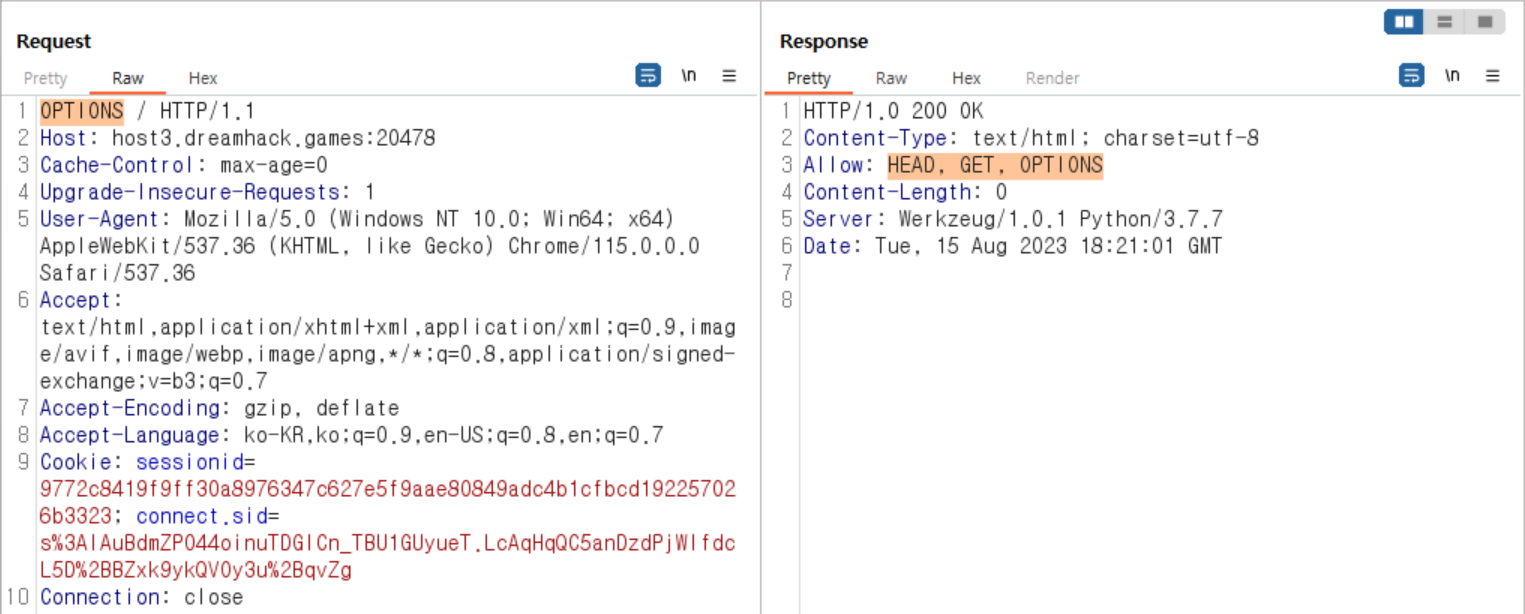 Request
Pretty Raw Hex
\n
1 OPTIONS / HTTP/1.1
2 Host: host3.dreamhack.games:20478
3 Cache-Control: max-age=0
4 Upgrade-Insecure-Requests: 1
5 User-Agent: Mozilla/5.0 (Windows NT 10.0; Win64; x64)
AppleWebKit/537.36 (KHTML, like Gecko) Chrome/115.0.0.0
Safari/537.36
6 Accept:
text/html,application/xhtml+xml,application/xml;q=0.9,imag
e/avif,image/webp,image/apng,*/*;q=0.8,application/signed-
exchange;v=b3;q=0.7
7 Accept-Encoding: gzip, deflate
8 Accept-Language: ko-KR,ko;q=0.9,en-US;q=0.8,en;q=0.7
9 Cookie: sessionid=
9772c8419f9ff30a8976347c627e5f9aae80849adc4b1cfbcd19225702
6b3323; connect.sid=
s%3AIAuBdmZPO44oinuTDGICn_TBU1GUyueT.LcAqHqQC5anDzdPjWIfdc
L5D%2BBZxk9ykQV0y3u%2BqvZg
10 Connection: close
Response
Pretty Raw Hex Render
\n
1 HTTP/1.0 200 OK
2 Content-Type: text/html; charset=utf-8
3 Allow: HEAD, GET, OPTIONS
4 Content-Length: 0
5 Server: Werkzeug/1.0.1 Python/3.7.7
6 Date: Tue, 15 Aug 2023 18:21:01 GMT
7
8